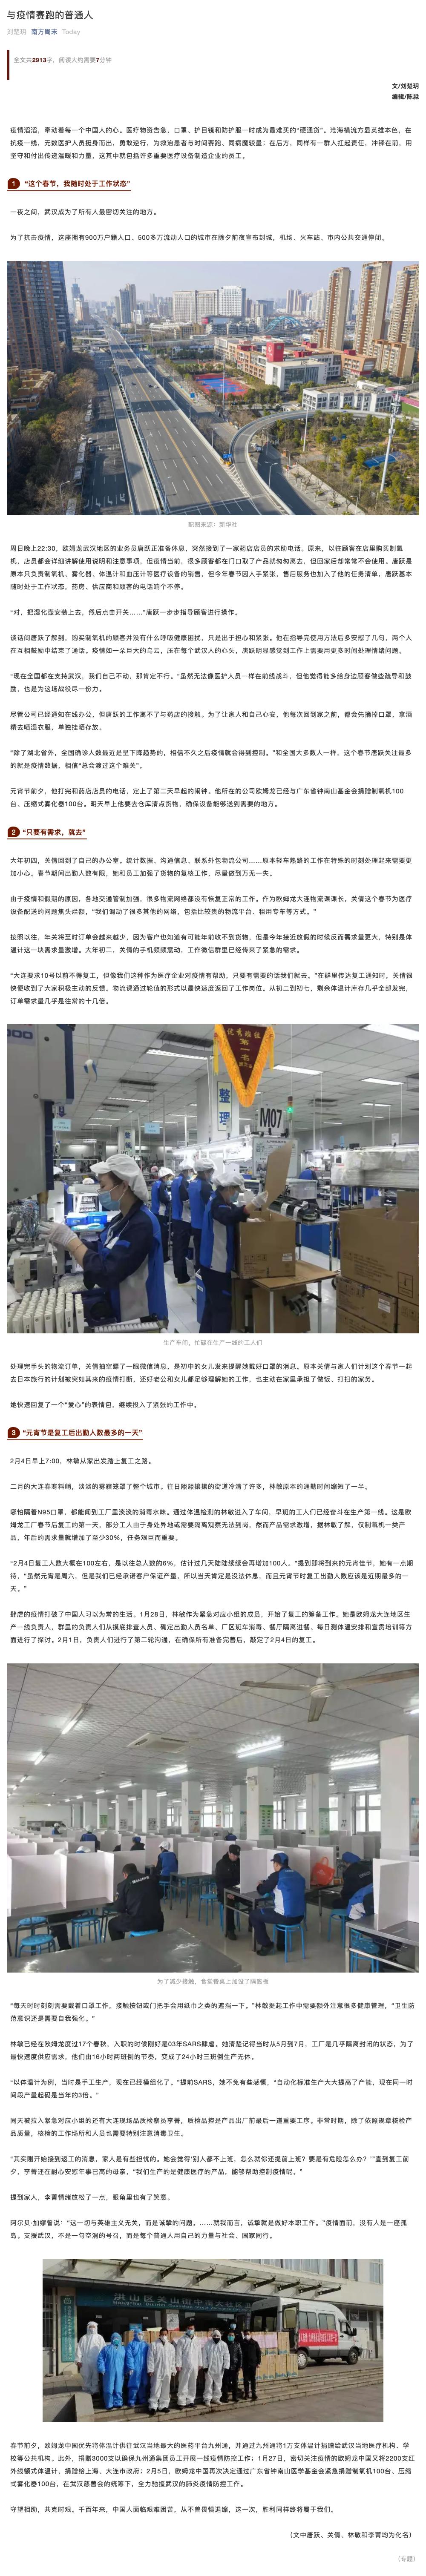 与疫情赛跑的普通人
刘楚玥 南方周末 Today
全文共2913字，阅读大约需要7分钟
文/刘楚玥
编辑/陈淼
疫情滔滔，牵动着每一个中国人的心。医疗物资告急，口罩、护目镜和防护服一时成为最难买的“硬通货”。沧海横流方显英雄本色，在
抗疫一线，无数医护人员挺身而出，勇敢逆行，为救治患者与时间赛跑、同病魔较量；在后方，同样有一群人扛起责任，冲锋在前，用
坚守和付出传递温暖和力量，这其中就包括许多重要医疗设备制造企业的员工。
1 “这个春节，我随时处于工作状态”
一夜之间，武汉成为了所有人最密切关注的地方。
为了抗击疫情，这座拥有900万户籍人口、500多万流动人口的城市在除夕前夜宣布封城，机场、火车站、市内公共交通停闭。
配图来源：新华社
周日晚上22:30，欧姆龙武汉地区的业务员唐跃正准备休息，突然接到了一家药店店员的求助电话。原来，以往顾客在店里购买制氧
机，店员都会详细讲解使用说明和注意事项，但疫情当前，很多顾客都在门口取了产品就匆匆离去，但回家后却常常不会使用。唐跃是
原本只负责制氧机、雾化器、体温计和血压计等医疗设备的销售，但今年春节因人手紧张，售后服务也加入了他的任务清单，唐跃基本
随时处于工作状态，药房、供应商和顾客的电话响个不停。
“对，把湿化壶安装上去，然后点击开关……”唐跃一步步指导顾客进行操作。
谈话间唐跃了解到，购买制氧机的顾客并没有什么呼吸健康困扰，只是出于担心和紧张。他在指导完使用方法后多安慰了几句，两个人
在互相鼓励中结束了通话。疫情如一朵巨大的乌云，压在每个武汉人的心头，唐跃明显感觉到工作上需要用更多时间处理情绪问题。
“现在全国都在支持武汉，我们自己不动，那肯定不行。”虽然无法像医护人员一样在前线战斗，但他觉得能多给身边顾客做些疏导和鼓
励，也是为这场战役尽一份力。
尽管公司已经通知在线办公，但唐跃的工作离不了与药店的接触。为了让家人和自己心安，他每次回到家之前，都会先摘掉口罩，拿酒
精去喷湿衣服，单独挂晒存放。
“除了湖北省外，全国确诊人数最近是呈下降趋势的，相信不久之后疫情就会得到控制。”和全国大多数人一样，这个春节唐跃关注最多
的就是疫情数据，相信“总会渡过这个难关”。
元宵节前夕，他打完和药店店员的电话，定上了第二天早起的闹钟。他所在的公司欧姆龙已经与广东省钟南山基金会捐赠制氧机100
台、压缩式雾化器100台。明天早上他要去仓库清点货物，确保设备能够送到需要的地方。
2 “只要有需求，就去”
大年初四，关倩回到了自己的办公室。统计数据、沟通信息、联系外包物流公司……原本轻车熟路的工作在特殊的时刻处理起来需要更
加小心。春节期间出勤人数有限，她和员工加强了货物的复核工作，尽量做到万无一失。
由于疫情和假期的原因，各地交通管制加强，很多物流网络都没有恢复正常的工作。作为欧姆龙大连物流课课长，关倩这个春节为医疗
设备配送的问题焦头烂额，“我们调动了很多其他的网络，包括比较贵的物流平台、租用专车等方式。”
按照以往，年关将至时订单会越来越少，因为客户也知道有可能年前收不到货物，但是今年接近放假的时候反而需求量更大，特别是体
温计这一块需求量激增。大年初二，关倩的手机频频震动，工作微信群里已经传来了紧急的需求。
“大连要求10号以前不得复工，但像我们这种作为医疗企业对疫情有帮助，只要有需要的话我们就去。”在群里传达复工通知时，关倩很
快便收到了大家积极主动的反馈。物流课通过轮值的形式以最快速度返回了工作岗位。从初二到初七，剩余体温计库存几乎全部发完，
订单需求量几乎是往常的十几倍。
优秀班组
第一名
整理
M07
生产车间，忙碌在生产一线的工人们
处理完手头的物流订单，关倩抽空瞟了一眼微信消息，是初中的女儿发来提醒她戴好口罩的消息。原本关倩与家人们计划这个春节一起
去日本旅行的计划被突如其来的疫情打断，还好老公和女儿都足够理解她的工作，也主动在家里承担了做饭、打扫的家务。
她快速回复了一个“爱心”的表情包，继续投入了紧张的工作中。
3 “元宵节是复工后出勤人数最多的一天”
2月4日早上7:00，林敏从家出发踏上复工之路。
二月的大连春寒料峭，淡淡的雾霾笼罩了整个城市。往日熙熙攘攘的街道冷清了许多，林敏原本的通勤时间缩短了一半。
哪怕隔着N95口罩，都能闻到工厂里淡淡的消毒水味。通过体温检测的林敏进入了车间，早班的工人们已经奋斗在生产第一线。这是欧
姆龙工厂春节后复工的第一天，部分工人由于身处异地或需要隔离观察无法到岗，然而产品需求激增，据林敏了解，仅制氧机一类产
品，年后的需求量就增加了至少30%，任务艰巨而重要。
“2月4日复工人数大概在100左右，是以往总人数的6%，估计过几天陆陆续续会再增加100人。”提到即将到来的元宵佳节，她有一点期
待，“虽然元宵是周六，但是我们已经承诺客户保证产量，所以当天肯定是没法休息，而且元宵节时复工出勤人数应该是近期最多的一
天。”
肆虐的疫情打破了中国人习以为常的生活。1月28日，林敏作为紧急对应小组的成员，开始了复工的筹备工作。她是欧姆龙大连地区生
产一线负责人，群里的负责人们从摸底排查人员、确定出勤人员名单、厂区班车消毒、餐厅隔离进餐、每日测体温安排和宣贯培训等方
面进行了探讨。2月1日，负责人们进行了第二轮沟通，在确保所有准备完善后，敲定了2月4日的复工。
为了减少接触，食堂餐桌上加设了隔离板
“每天时时刻刻需要戴着口罩工作，接触按钮或门把手会用纸巾之类的遮挡一下。”林敏提起工作中需要额外注意很多健康管理，“卫生防
范意识还是需要自我强化。”
林敏已经在欧姆龙度过17个春秋，入职的时候刚好是03年SARS肆虐。她清楚记得当时从5月到7月，工厂是几乎隔离封闭的状态，为了
最快速度供应需求，他们由16小时两班倒的节奏，变成了24小时三班倒生产无休。
“以体温计为例，当时是手工生产，现在已经模组化了。”提前SARS，她不免有些感慨，“自动化标准生产大大提高了产能，现在同一时
间段产量起码是当年的3倍。”
同天被拉入紧急对应小组的还有大连现场品质检察员李菁，质检品控是产品出厂前最后一道重要工序。非常时期，除了依照规章核检产
品质量，核检的工作场所和人员也需要特别注意消毒卫生。
“其实刚开始接到返工的消息，家人是有些担忧的。她会觉得‘别人都不上班，怎么就你还提前上班？要是有危险怎么办？’”直到复工前
夕，李菁还在耐心安慰年事已高的母亲，“我们生产的是健康医疗的产品，能够帮助控制疫情呢。”
提到家人，李菁情绪放松了一点，眼角里也有了笑意。
阿尔贝·加缪曾说：“这一切与英雄主义无关，而是诚挚的问题。……就我而言，诚挚就是做好本职工作。”疫情面前，没有人是一座孤
岛。支援武汉，不是一句空洞的号召，而是每个普通人用自己的力量与社会、国家同行。
春节前夕，欧姆龙中国优先将体温计供往武汉当地最大的医药平台九州通，并通过九州通将1万支体温计捐赠给武汉当地医疗机构、学
校等公共机构。此外，捐赠3000支以确保九州通集团员工开展一线疫情防控工作；1月27日，密切关注疫情的欧姆龙中国又将2200支红
外线额式体温计，捐赠给上海、大连市政府；2月5日，欧姆龙中国再次决定通过广东省钟南山医学基金会紧急捐赠制氧机100台、压缩
式雾化器100台，在武汉慈善会的统筹下，全力驰援武汉的肺炎疫情防控工作。
守望相助，共克时艰。千百年来，中国人面临艰难困苦，从不曾畏惧退缩，这一次，胜利同样终将属于我们。
（文中唐跃、关倩、林敏和李菁均为化名）
（专题）